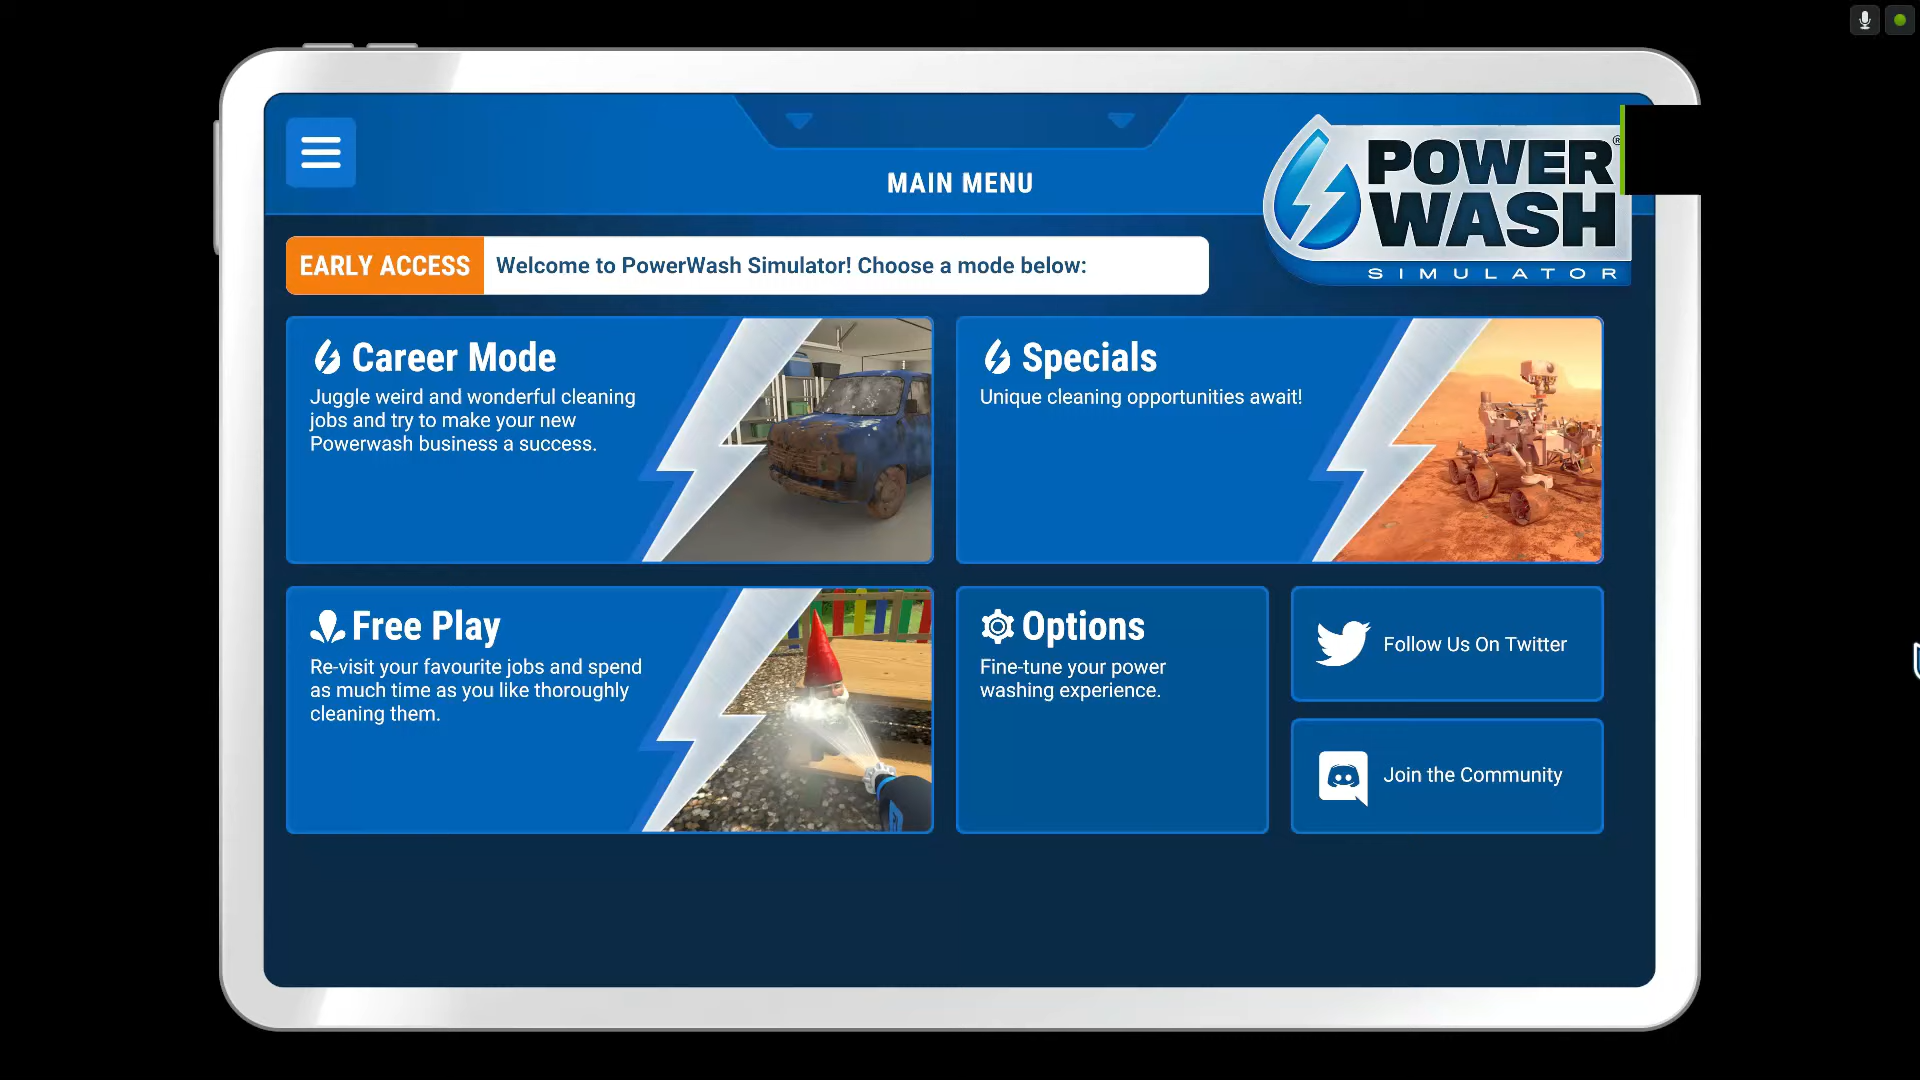 MAIN MENU
POWER
WASH
SIMULATOR
®
EARLY ACCESS Welcome to PowerWash Simulator! Choose a mode below:
Career Mode
Juggle weird and wonderful cleaning
jobs and try to make your new
Powerwash business a success.
Specials
Unique cleaning opportunities await!
Free Play
Re-visit your favourite jobs and spend
as much time as you like thoroughly
cleaning them.
Options
Fine-tune your power
washing experience.
Follow Us On Twitter
Join the Community